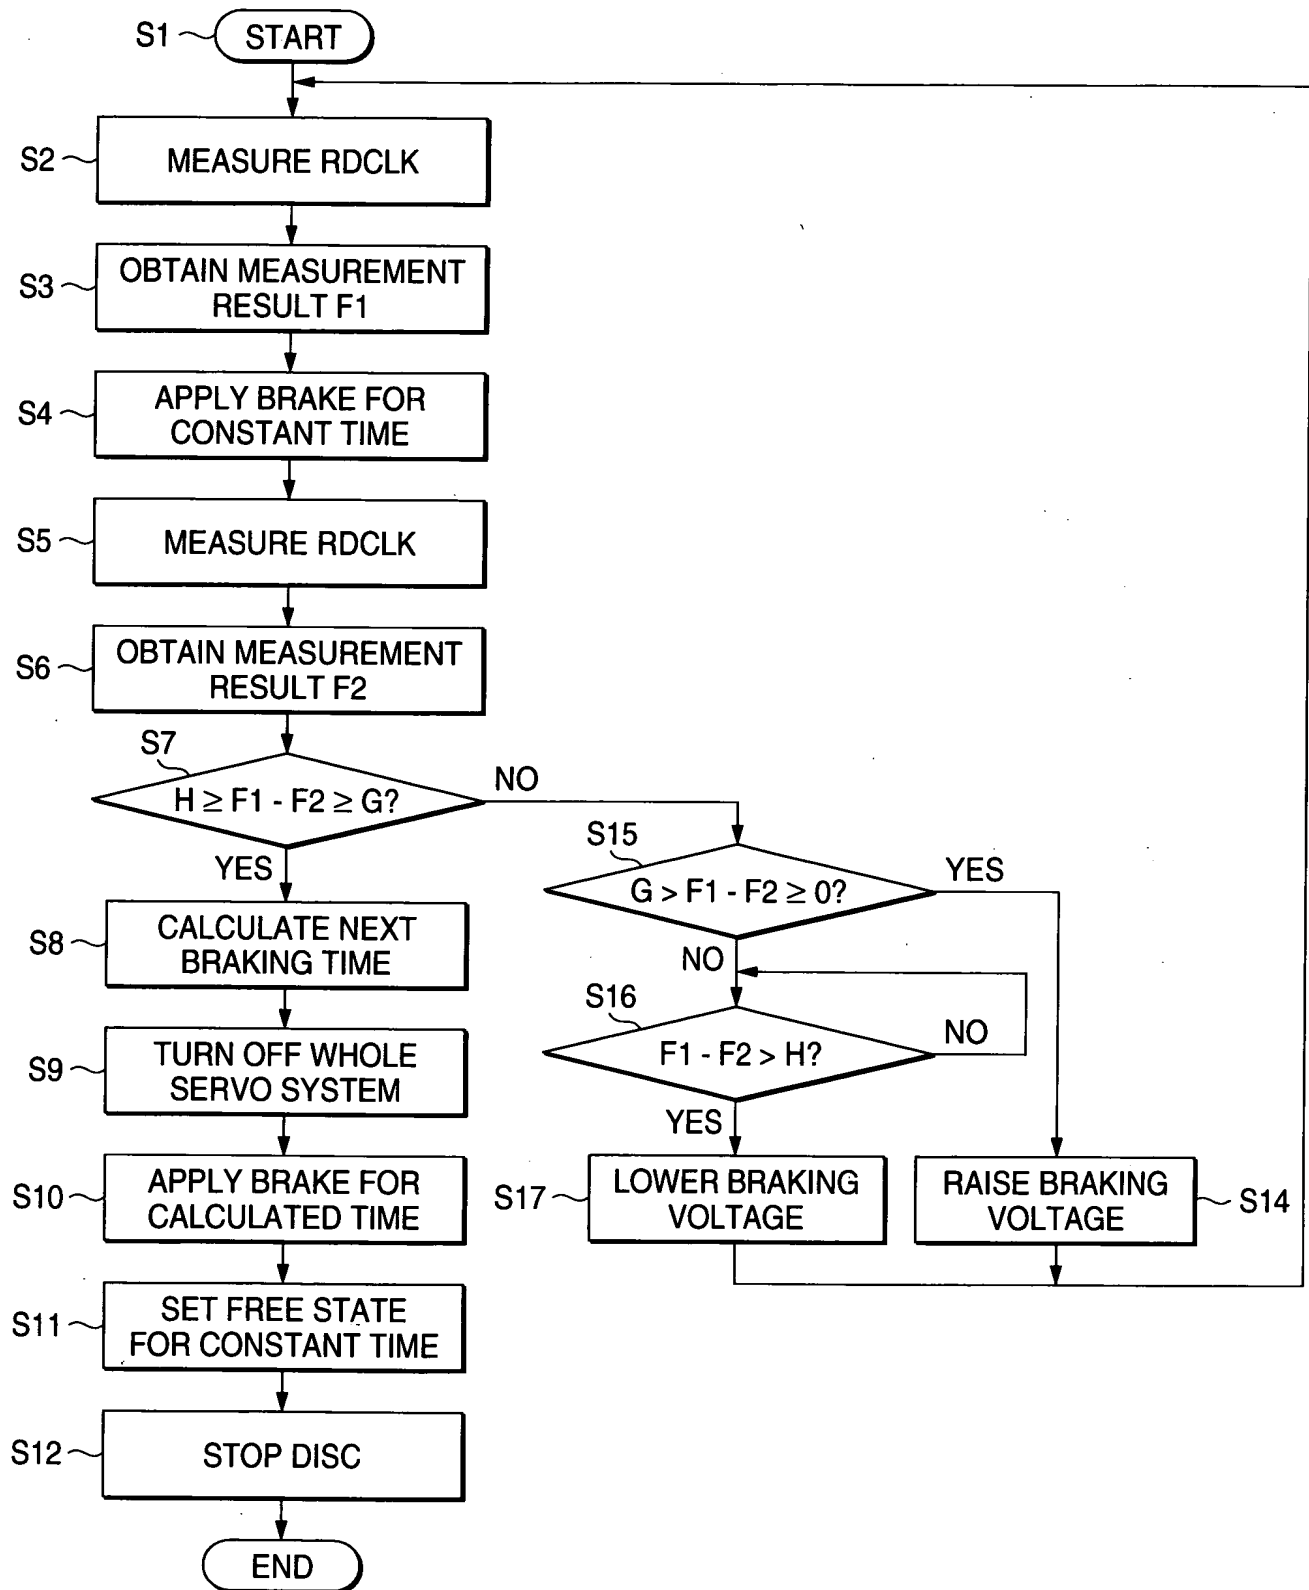 S1
START
S2
MEASURE RDCLK
S3
OBTAIN MEASUREMENT
RESULT F1
S4
APPLY BRAKE FOR
CONSTANT TIME
S5
MEASURE RDCLK
S6
OBTAIN MEASUREMENT
RESULT F2
S7
H ≥ F1 - F2 ≥ G?
NO
YES
S15
G > F1 - F2 ≥ 0?
YES
NO
S8
CALCULATE NEXT
BRAKING TIME
S16
F1 - F2 > H?
NO
YES
S9
TURN OFF WHOLE
SERVO SYSTEM
S10
APPLY BRAKE FOR
CALCULATED TIME
S17
LOWER BRAKING
VOLTAGE
RAISE BRAKING
VOLTAGE
S14
S11
SET FREE STATE
FOR CONSTANT TIME
S12
STOP DISC
END